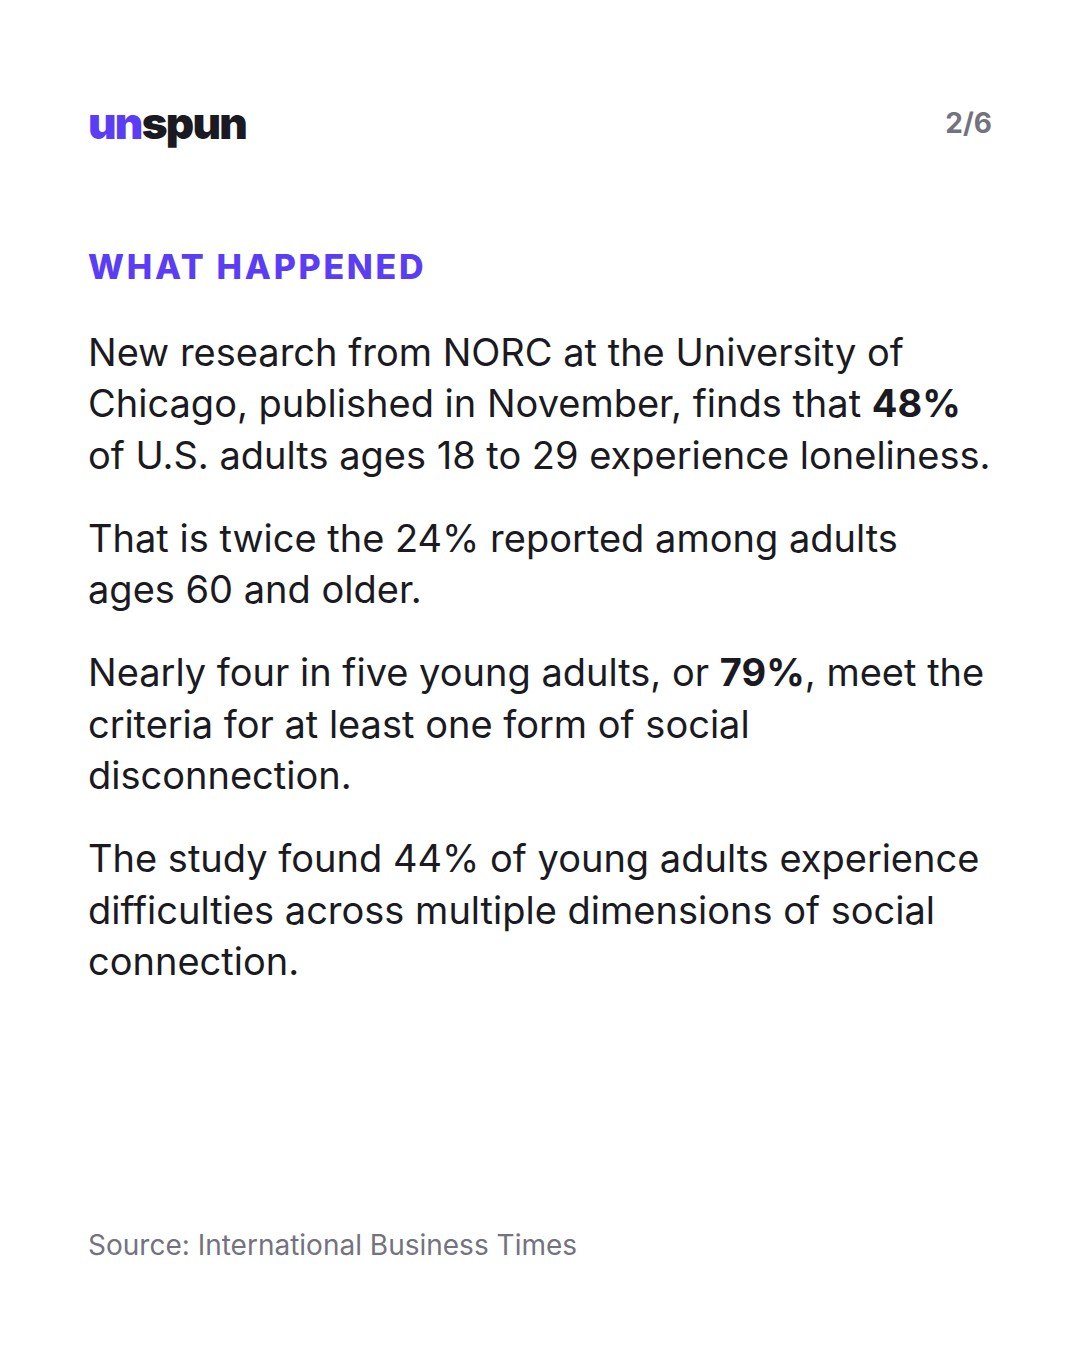 unspun
2/6
WHAT HAPPENED
New research from NORC at the University of
Chicago, published in November, finds that 48%
of U.S. adults ages 18 to 29 experience loneliness.
That is twice the 24% reported among adults
ages 60 and older.
Nearly four in five young adults, or 79%, meet the
criteria for at least one form of social
disconnection.
The study found 44% of young adults experience
difficulties across multiple dimensions of social
connection.
Source: International Business Times